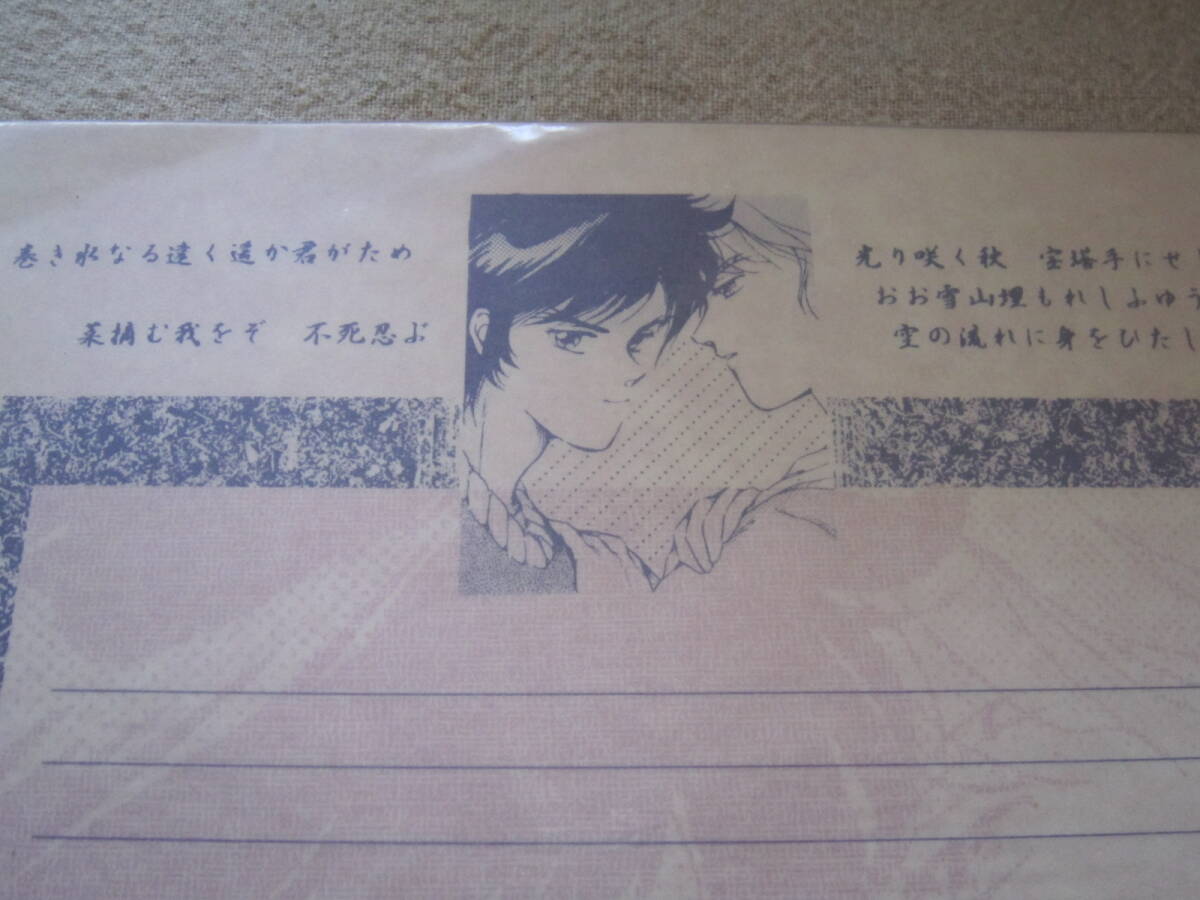 巻き水なる遠く遥か君がため
菜摘む我をぞ 不死忍ぶ
光り咲く秋 宝塔手にせ
おお雪山埋もれしふゆう
空の流れに身をひたし